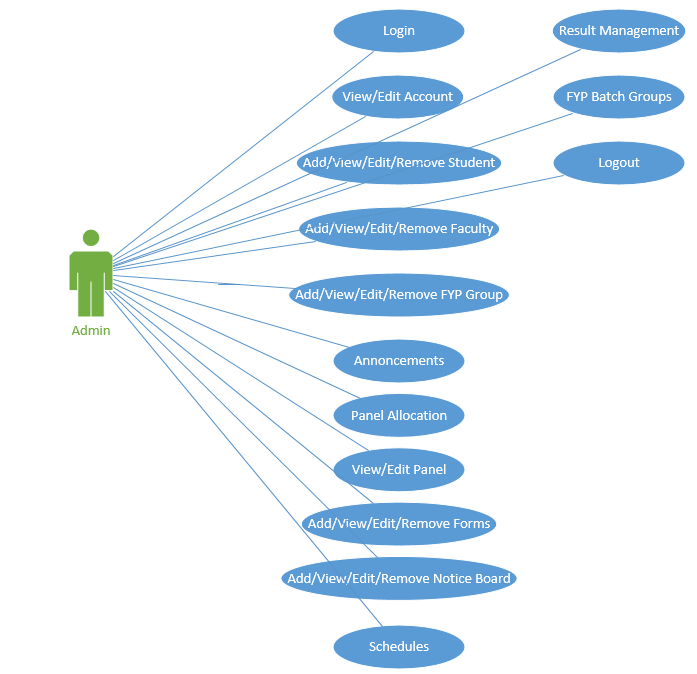 Login
Result Management
View/Edit Account
FYP Batch Groups
Add/View/Edit/Remove Student
Logout
Add/View/Edit/Remove Faculty
Add/View/Edit/Remove FYP Group
Admin
Annoncements
Panel Allocation
View/Edit Panel
Add/View/Edit/Remove Forms
Add/View/Edit/Remove Notice Board
Schedules